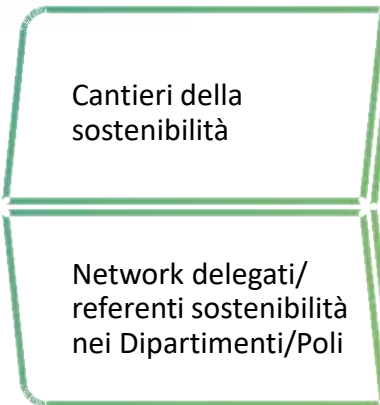 Cantieri della
sostenibilità
Network delegati/
referenti sostenibilità
nei Dipartimenti/Poli